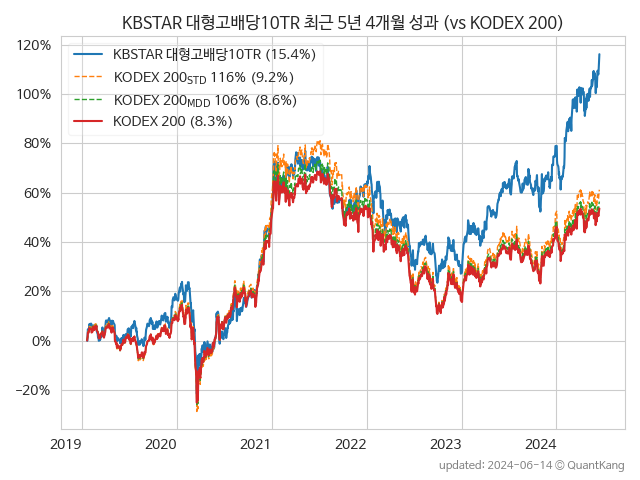 KBSTAR 대형고배당10TR 최근 5년 4개월 성과 (vs KODEX 200)
KBSTAR 대형고배당10TR (15.4%)
KODEX 200STD 116% (9.2%)
KODEX 200MDD 106% (8.6%)
KODEX 200 (8.3%)
120%
100%
80%
60%
40%
20%
0%
−20%
2019 2020 2021 2022 2023 2024
updated: 2024-06-14 © QuantKang